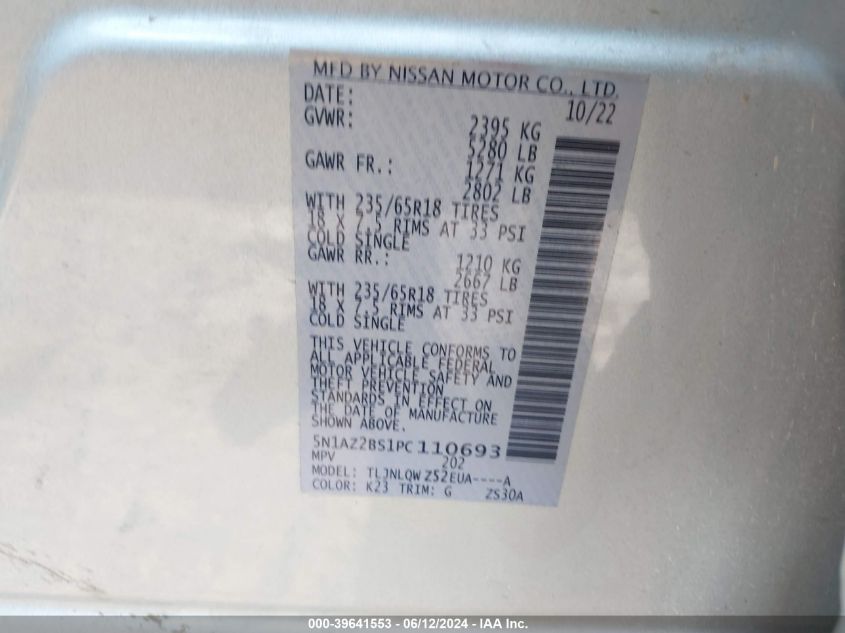 MFD BY NISSAN MOTOR CO., LTD.
DATE: 10/22
GVWR: 2395 KG
5280 LB
GAWR FR.: 1271 KG
2802 LB
WITH 235/65R18 TIRES
18 X 7.5 RIMS AT 33 PSI
COLD SINGLE
GAWR RR.: 1210 KG
2667 LB
WITH 235/65R18 TIRES
18 X 7.5 RIMS AT 33 PSI
COLD SINGLE
THIS VEHICLE CONFORMS TO
ALL APPLICABLE FEDERAL
MOTOR VEHICLE SAFETY AND
THEFT PREVENTION
STANDARDS IN EFFECT ON
THE DATE OF MANUFACTURE
SHOWN ABOVE.
5N1AZ2BS1PC110693
MPV 202
MODEL: TLJNLQWZ52EUA----A
COLOR: K23 TRIM: G ZS30A
000-39641553 - 06/12/2024 - IAA Inc.